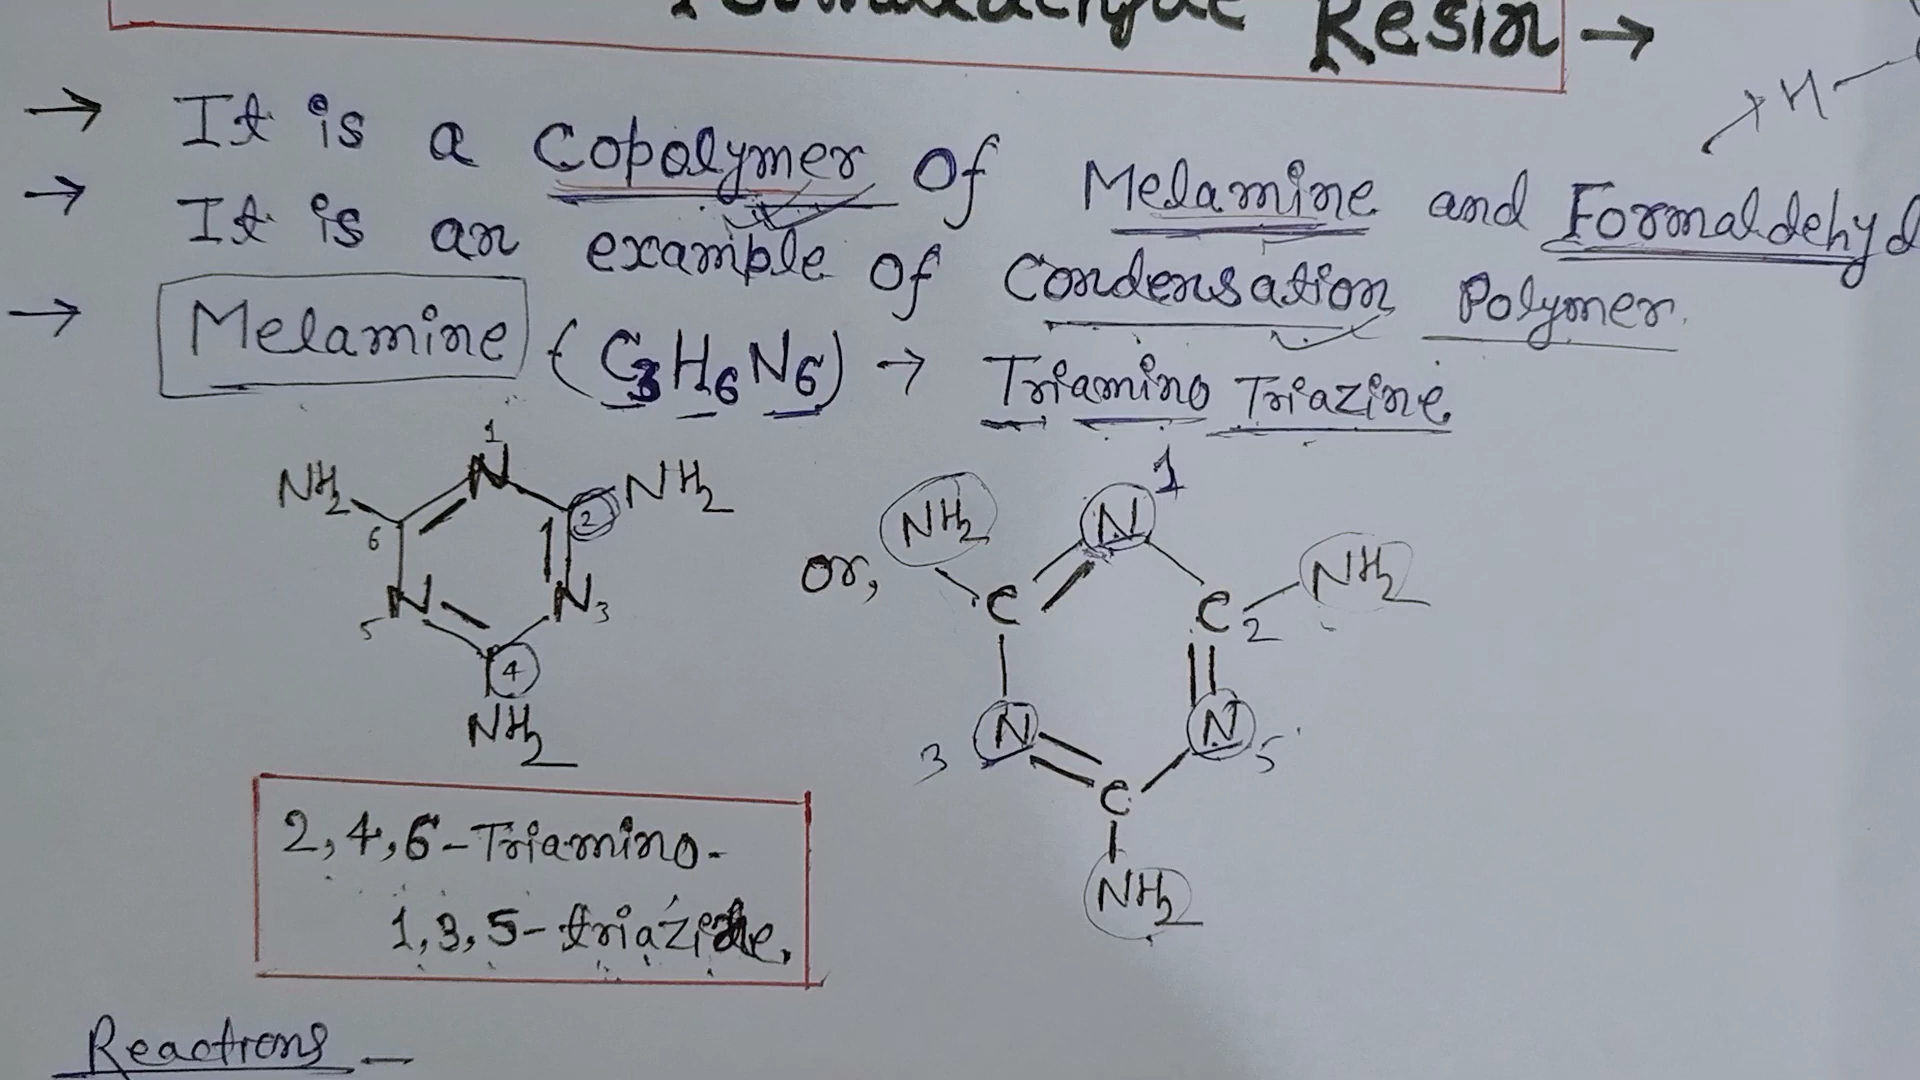 Resin →
→ It is a Copolymer Of Melamine and Formaldehyd
→ It is an example of Condensation Polymer.
→ Melamine (C3H6N6) → Triamino Triazine
1
NH2 N NH2
6 2
N N3
5
4
NH2
or,
1
NH2 N
C C2 NH2
3 N N 5
C
NH2
2,4,6-Triamino-
1,3,5-triazine.
Reactions –
H